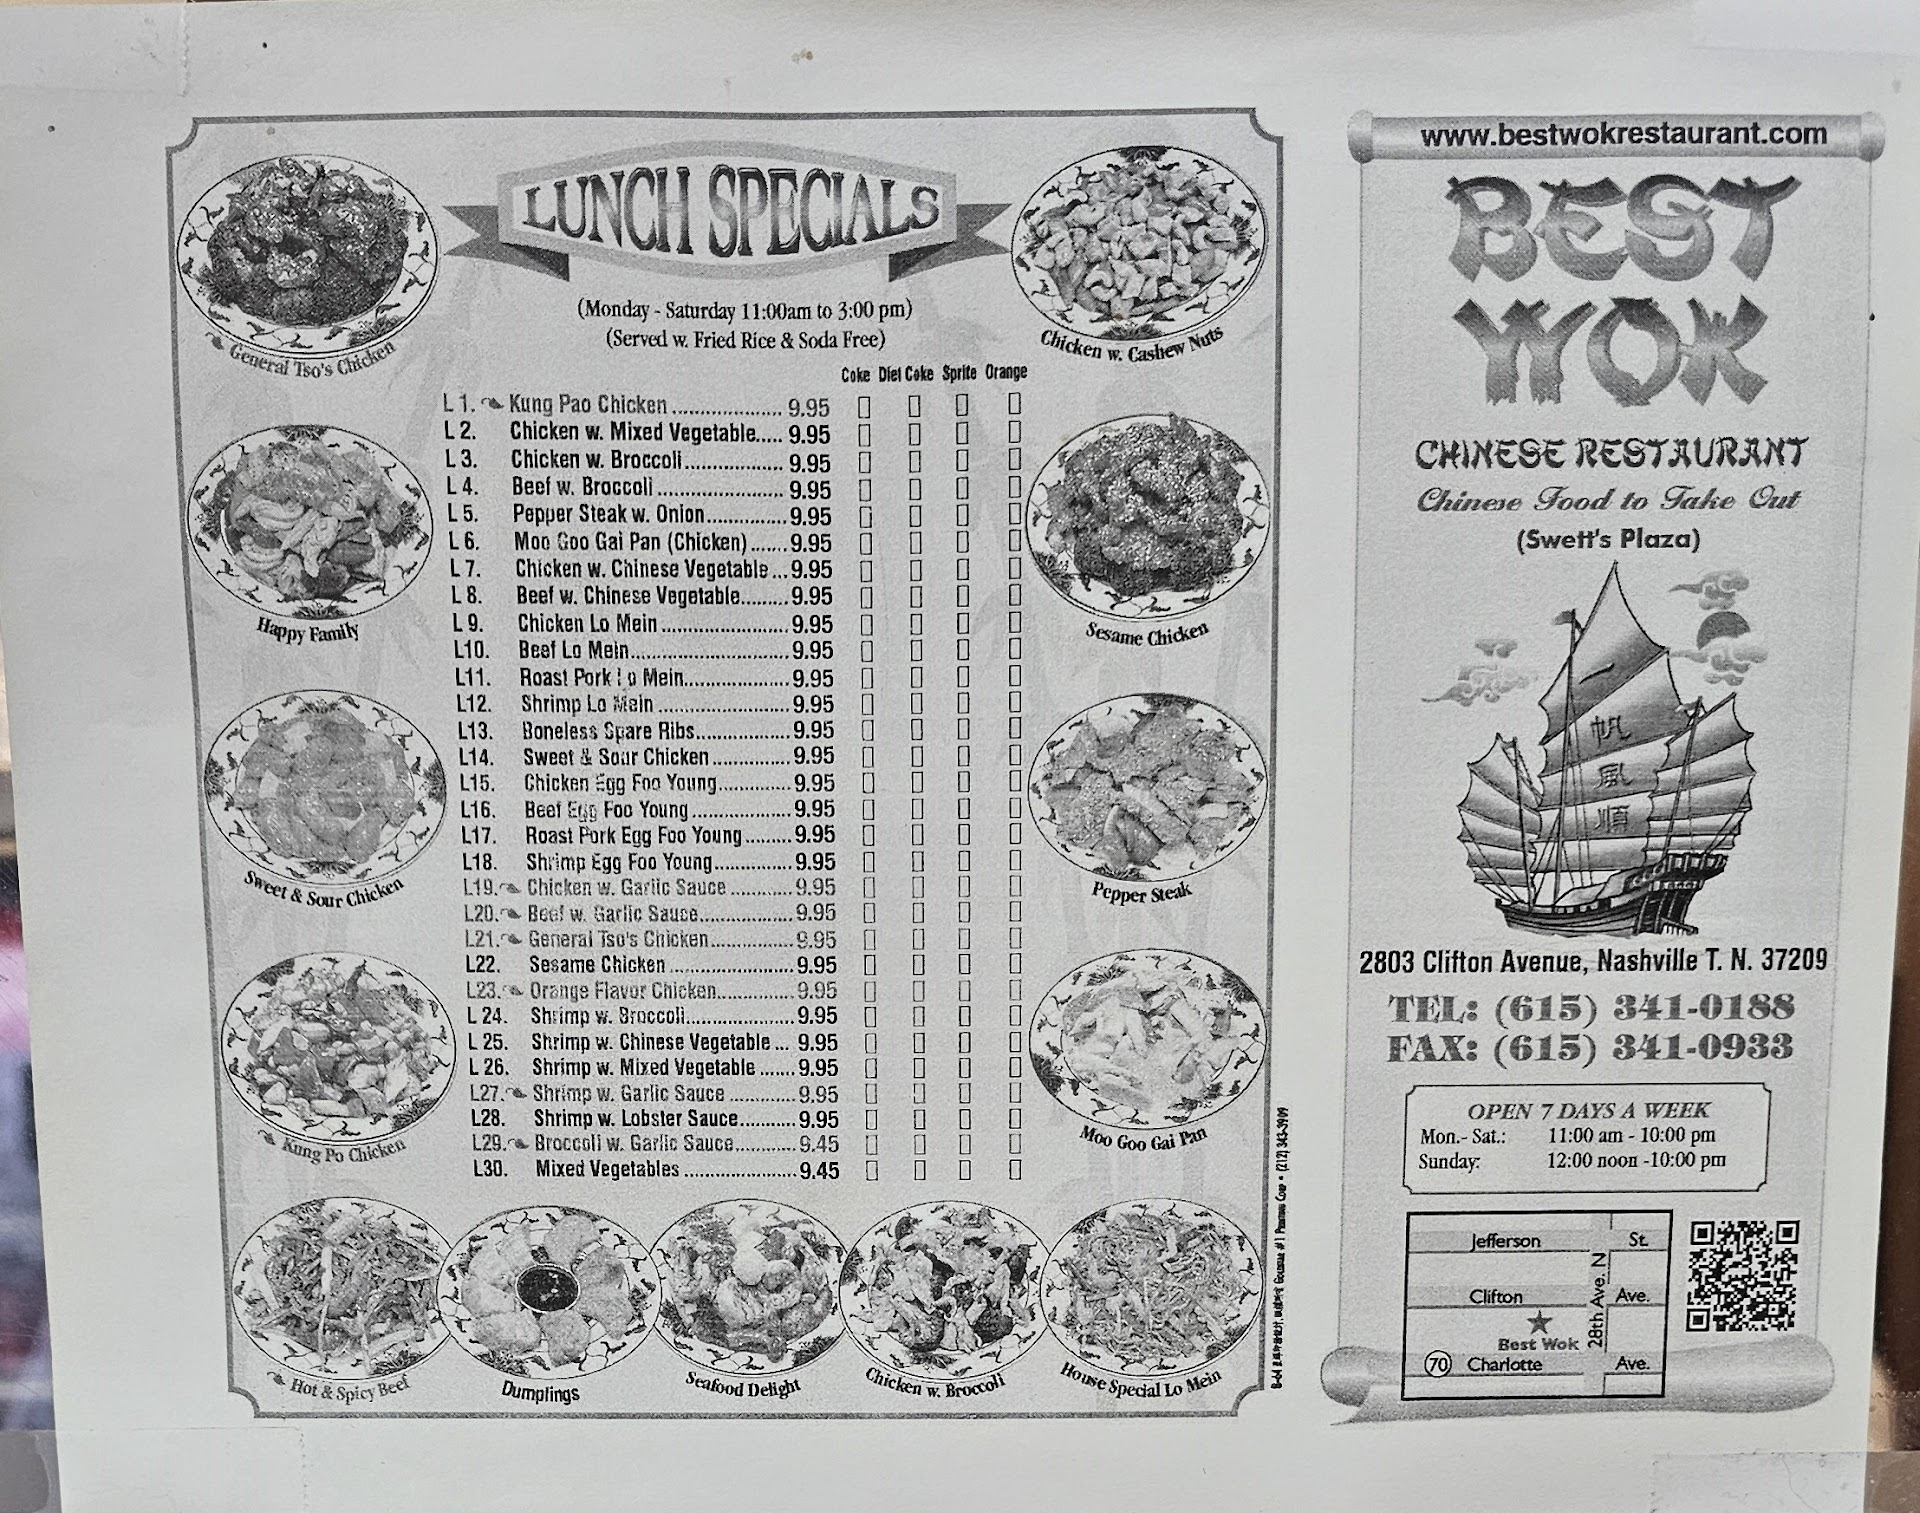 LUNCH SPECIALS
(Monday - Saturday 11:00am to 3:00 pm)
(Served w. Fried Rice & Soda Free)
Coke Diet Coke Sprite Orange
L 1. Kung Pao Chicken .................... 9.95
L 2. Chicken w. Mixed Vegetable..... 9.95
L 3. Chicken w. Broccoli.................. 9.95
L 4. Beef w. Broccoli ....................... 9.95
L 5. Pepper Steak w. Onion............... 9.95
L 6. Moo Goo Gai Pan (Chicken) ....... 9.95
L 7. Chicken w. Chinese Vegetable ... 9.95
L 8. Beef w. Chinese Vegetable......... 9.95
L 9. Chicken Lo Mein ....................... 9.95
L10. Beef Lo Mein............................. 9.95
L11. Roast Pork Lo Mein................... 9.95
L12. Shrimp Lo Mein ........................ 9.95
L13. Boneless Spare Ribs................. 9.95
L14. Sweet & Sour Chicken .............. 9.95
L15. Chicken Egg Foo Young............. 9.95
L16. Beef Egg Foo Young ................. 9.95
L17. Roast Pork Egg Foo Young......... 9.95
L18. Shrimp Egg Foo Young.............. 9.95
L19. Chicken w. Garlic Sauce ........... 9.95
L20. Beef w. Garlic Sauce................ 9.95
L21. General Tso's Chicken............... 9.95
L22. Sesame Chicken ...................... 9.95
L23. Orange Flavor Chicken.............. 9.95
L 24. Shrimp w. Broccoli................... 9.95
L 25. Shrimp w. Chinese Vegetable ... 9.95
L 26. Shrimp w. Mixed Vegetable ....... 9.95
L27. Shrimp w. Garlic Sauce ............ 9.95
L28. Shrimp w. Lobster Sauce........... 9.95
L29. Broccoli w. Garlic Sauce............ 9.45
L30. Mixed Vegetables .................... 9.45
General Tso's Chicken
Happy Family
Sweet & Sour Chicken
Kung Po Chicken
Hot & Spicy Beef
Dumplings
Seafood Delight
Chicken w. Broccoli
House Special Lo Mein
Chicken w. Cashew Nuts
Sesame Chicken
Pepper Steak
Moo Goo Gai Pan
www.bestwokrestaurant.com
BEST
WOK
CHINESE RESTAURANT
Chinese Food to Take Out
(Swett's Plaza)
一
帆
風
順
2803 Clifton Avenue, Nashville T. N. 37209
TEL: (615) 341-0188
FAX: (615) 341-0933
OPEN 7 DAYS A WEEK
Mon.- Sat.: 11:00 am - 10:00 pm
Sunday: 12:00 noon -10:00 pm
Jefferson St.
Clifton Ave.
28th Ave. N
Best Wok
70 Charlotte Ave.